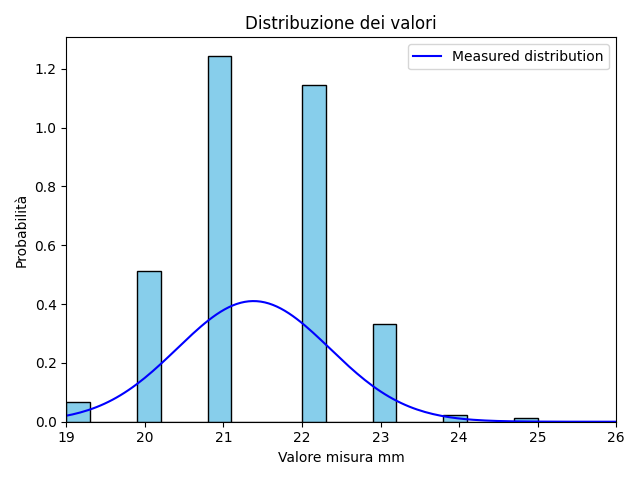 Distribuzione dei valori
Measured distribution
Probabilità
1.2
1.0
0.8
0.6
0.4
0.2
0.0
19 20 21 22 23 24 25 26
Valore misura mm